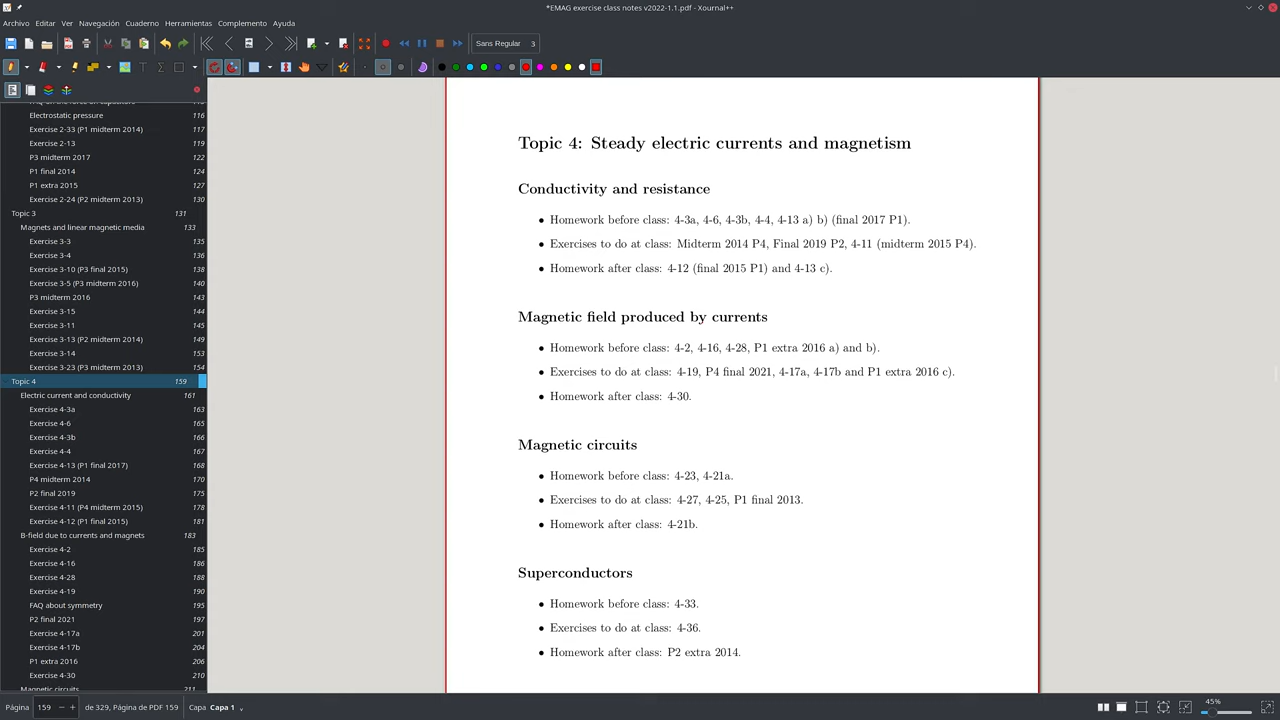 *EMAG exercise class notes v2022-1.1.pdf - Xournal++
Archivo Editar Ver Navegación Cuaderno Herramientas Complemento Ayuda
Sans Regular 3
Electrostatic pressure 116
Exercise 2-33 (P1 midterm 2014) 117
Exercise 2-13 119
P3 midterm 2017 122
P1 final 2014 124
P1 extra 2015 127
Exercise 2-24 (P2 midterm 2013) 130
Topic 3 131
Magnets and linear magnetic media 133
Exercise 3-3 135
Exercise 3-4 136
Exercise 3-10 (P3 final 2015) 138
Exercise 3-5 (P3 midterm 2016) 140
P3 midterm 2016 143
Exercise 3-15 144
Exercise 3-11 145
Exercise 3-13 (P2 midterm 2014) 149
Exercise 3-14 153
Exercise 3-23 (P3 midterm 2013) 154
Topic 4 159
Electric current and conductivity 161
Exercise 4-3a 163
Exercise 4-6 165
Exercise 4-3b 166
Exercise 4-4 167
Exercise 4-13 (P1 final 2017) 168
P4 midterm 2014 170
P2 final 2019 175
Exercise 4-11 (P4 midterm 2015) 178
Exercise 4-12 (P1 final 2015) 181
B-field due to currents and magnets 183
Exercise 4-2 185
Exercise 4-16 186
Exercise 4-28 188
Exercise 4-19 190
FAQ about symmetry 195
P2 final 2021 197
Exercise 4-17a 201
Exercise 4-17b 204
P1 extra 2016 206
Exercise 4-30 210
Magnetic circuits 211
Topic 4: Steady electric currents and magnetism
Conductivity and resistance
• Homework before class: 4-3a, 4-6, 4-3b, 4-4, 4-13 a) b) (final 2017 P1).
• Exercises to do at class: Midterm 2014 P4, Final 2019 P2, 4-11 (midterm 2015 P4).
• Homework after class: 4-12 (final 2015 P1) and 4-13 c).
Magnetic field produced by currents
• Homework before class: 4-2, 4-16, 4-28, P1 extra 2016 a) and b).
• Exercises to do at class: 4-19, P4 final 2021, 4-17a, 4-17b and P1 extra 2016 c).
• Homework after class: 4-30.
Magnetic circuits
• Homework before class: 4-23, 4-21a.
• Exercises to do at class: 4-27, 4-25, P1 final 2013.
• Homework after class: 4-21b.
Superconductors
• Homework before class: 4-33.
• Exercises to do at class: 4-36.
• Homework after class: P2 extra 2014.
Página 159 − + de 329, Página de PDF 159 Capa Capa 1
45%